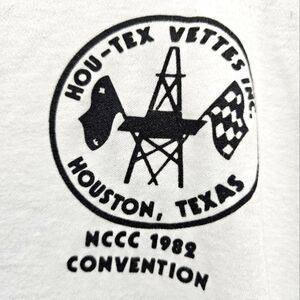 HOU-TEX VETTES INC.
HOUSTON, TEXAS
NCCC 1982
CONVENTION